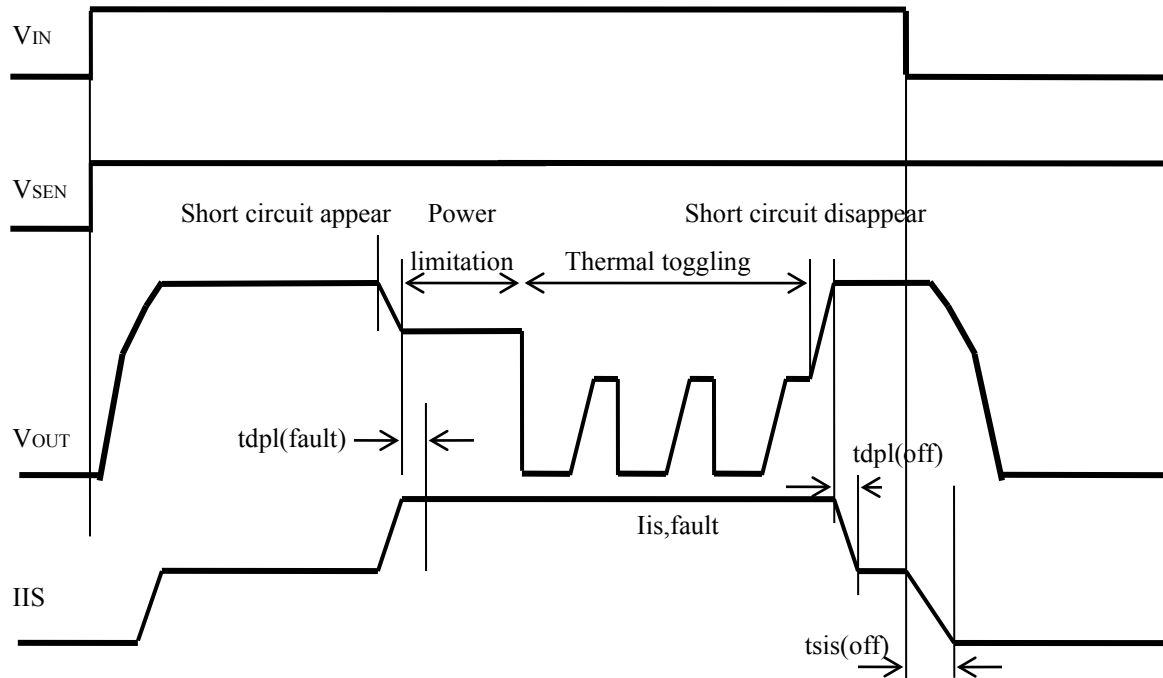 VIN
VSEN
Short circuit appear
Power
limitation
Thermal toggling
Short circuit disappear
VOUT
tdpl(fault)
tdpl(off)
Iis,fault
IIS
tsis(off)